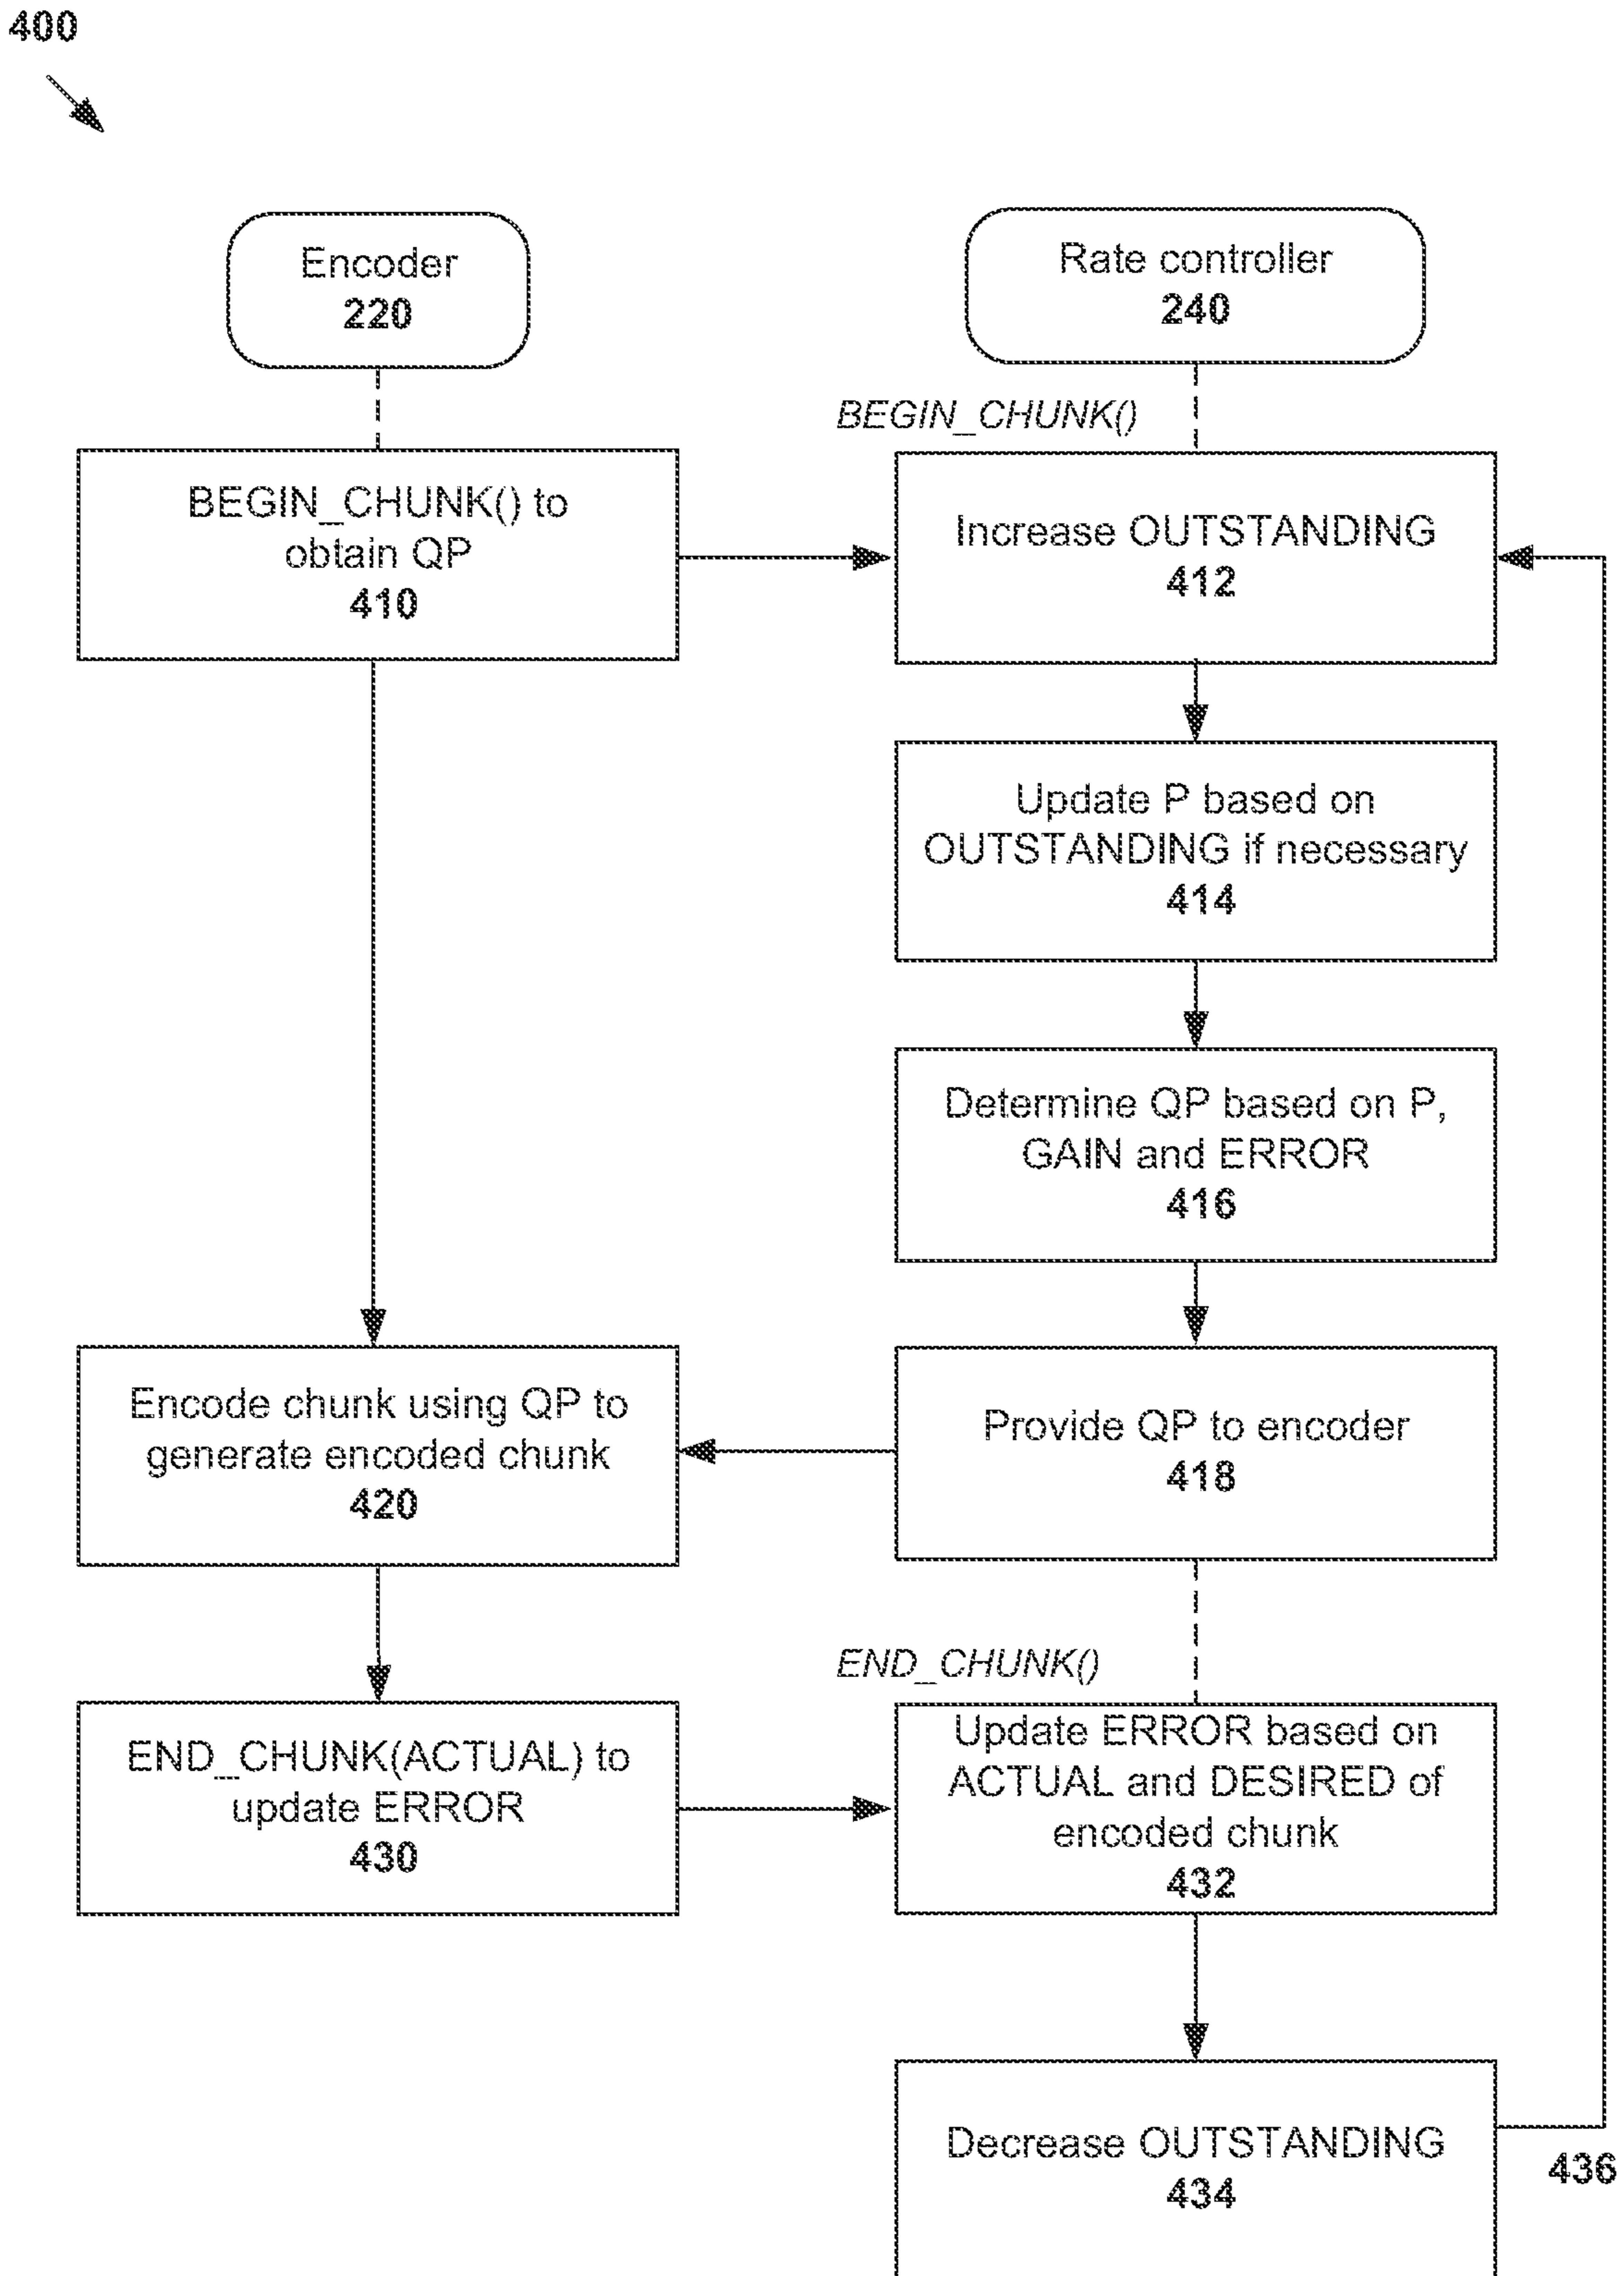 400
Encoder
220
Rate controller
240
BEGIN_CHUNK()
BEGIN_CHUNK() to
obtain QP
410
Increase OUTSTANDING
412
Update P based on
OUTSTANDING if necessary
414
Determine QP based on P,
GAIN and ERROR
416
Encode chunk using QP to
generate encoded chunk
420
Provide QP to encoder
418
END_CHUNK()
END_CHUNK(ACTUAL) to
update ERROR
430
Update ERROR based on
ACTUAL and DESIRED of
encoded chunk
432
Decrease OUTSTANDING
434
436